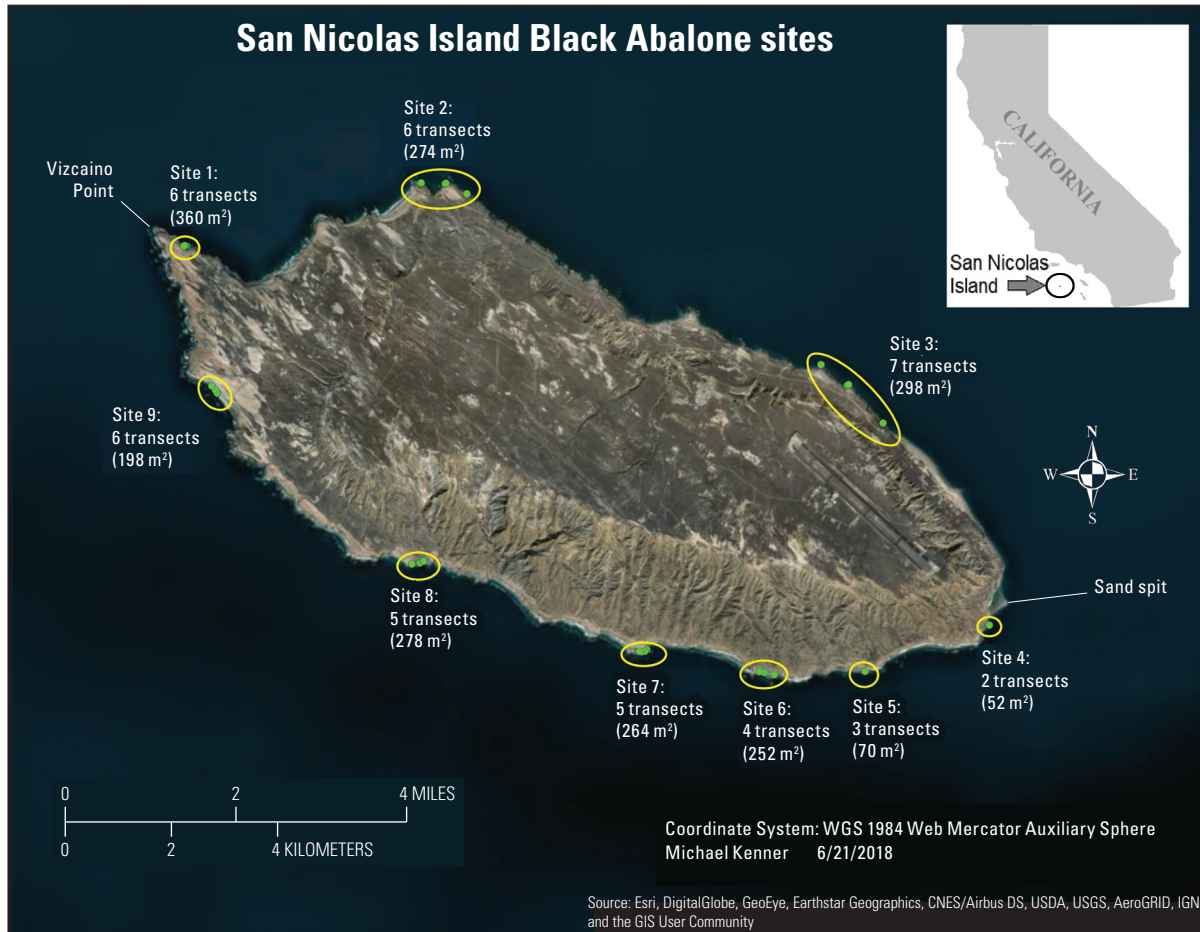 San Nicolas Island Black Abalone sites
CALIFORNIA
San Nicolas
Island
Vizcaino
Point
Site 1:
6 transects
(360 m²)
Site 2:
6 transects
(274 m²)
Site 3:
7 transects
(298 m²)
N
W E
S
Site 9:
6 transects
(198 m²)
Sand spit
Site 8:
5 transects
(278 m²)
Site 7:
5 transects
(264 m²)
Site 6:
4 transects
(252 m²)
Site 5:
3 transects
(70 m²)
Site 4:
2 transects
(52 m²)
0 2 4 MILES
0 2 4 KILOMETERS
Coordinate System: WGS 1984 Web Mercator Auxiliary Sphere
Michael Kenner 6/21/2018
Source: Esri, DigitalGlobe, GeoEye, Earthstar Geographics, CNES/Airbus DS, USDA, USGS, AeroGRID, IGN
and the GIS User Community